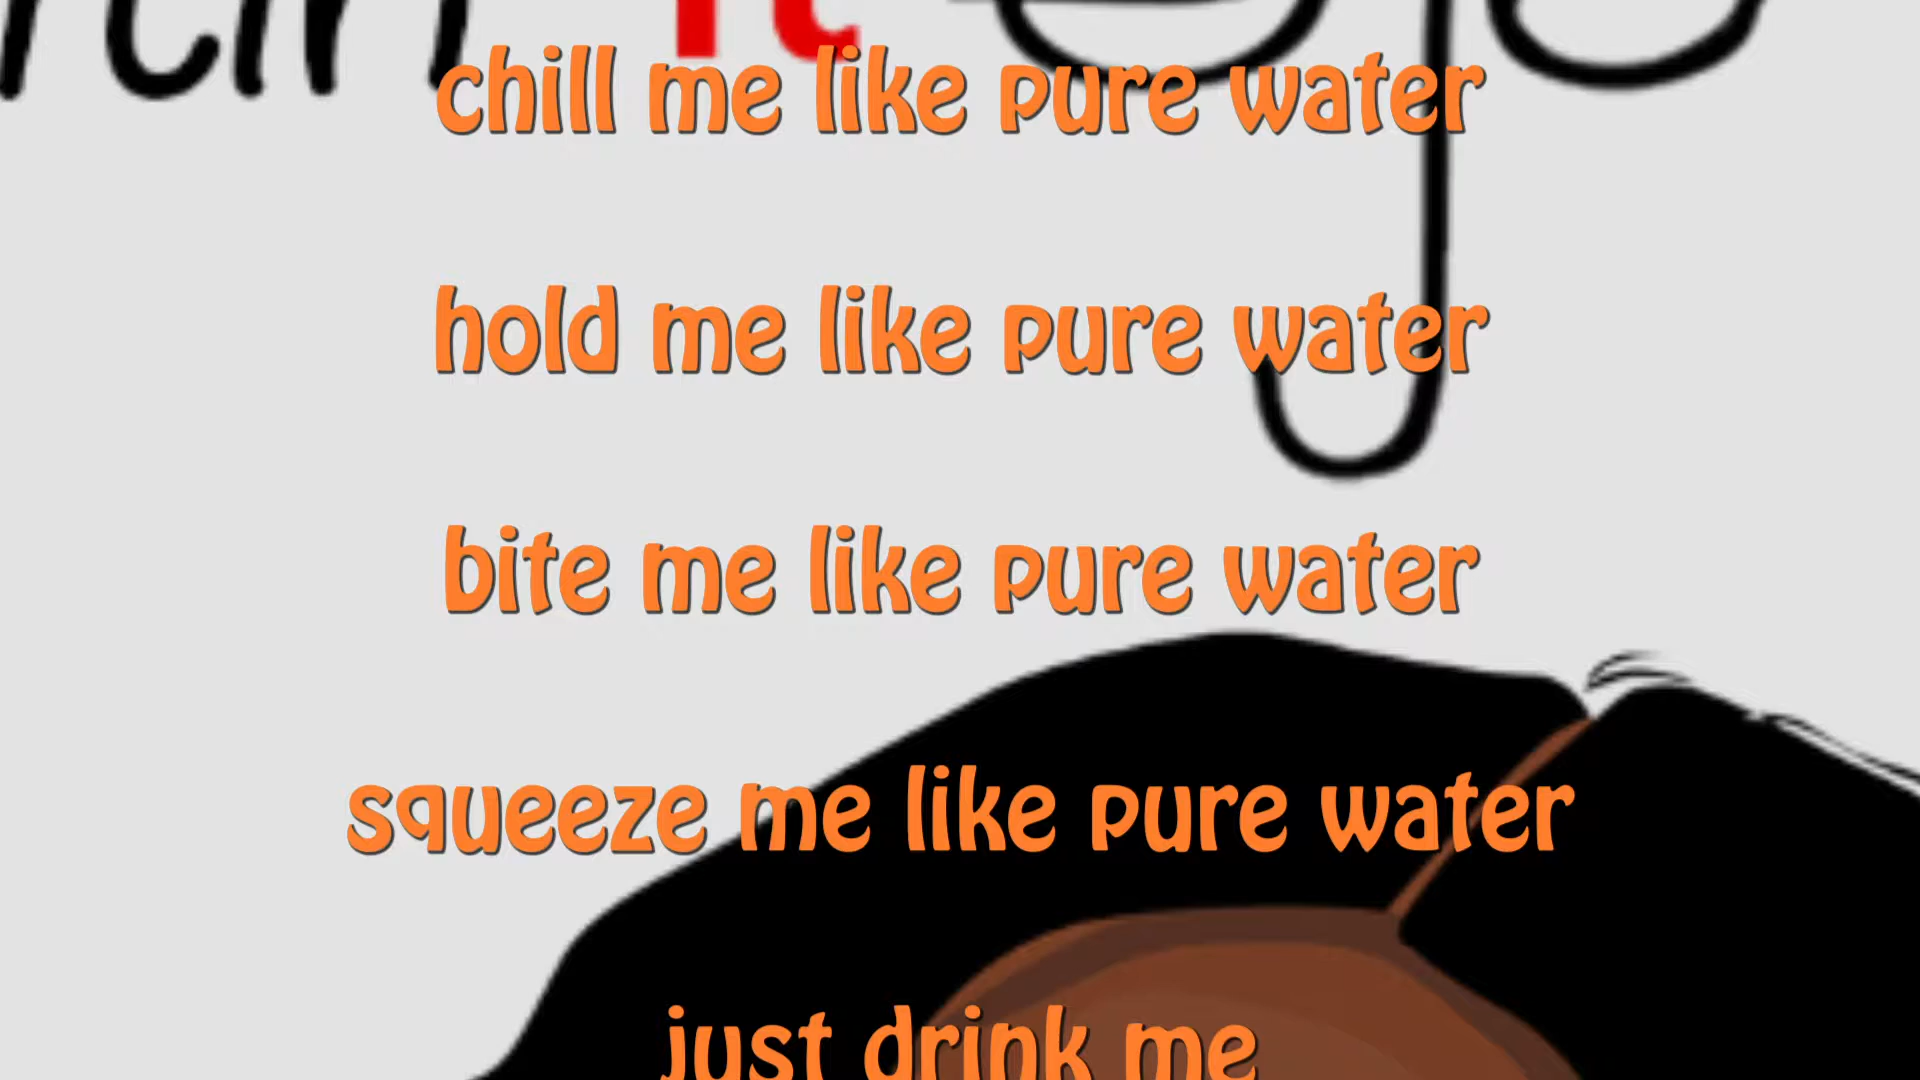 chill me like pure water
hold me like pure water
bite me like pure water
squeeze me like pure water
just drink me